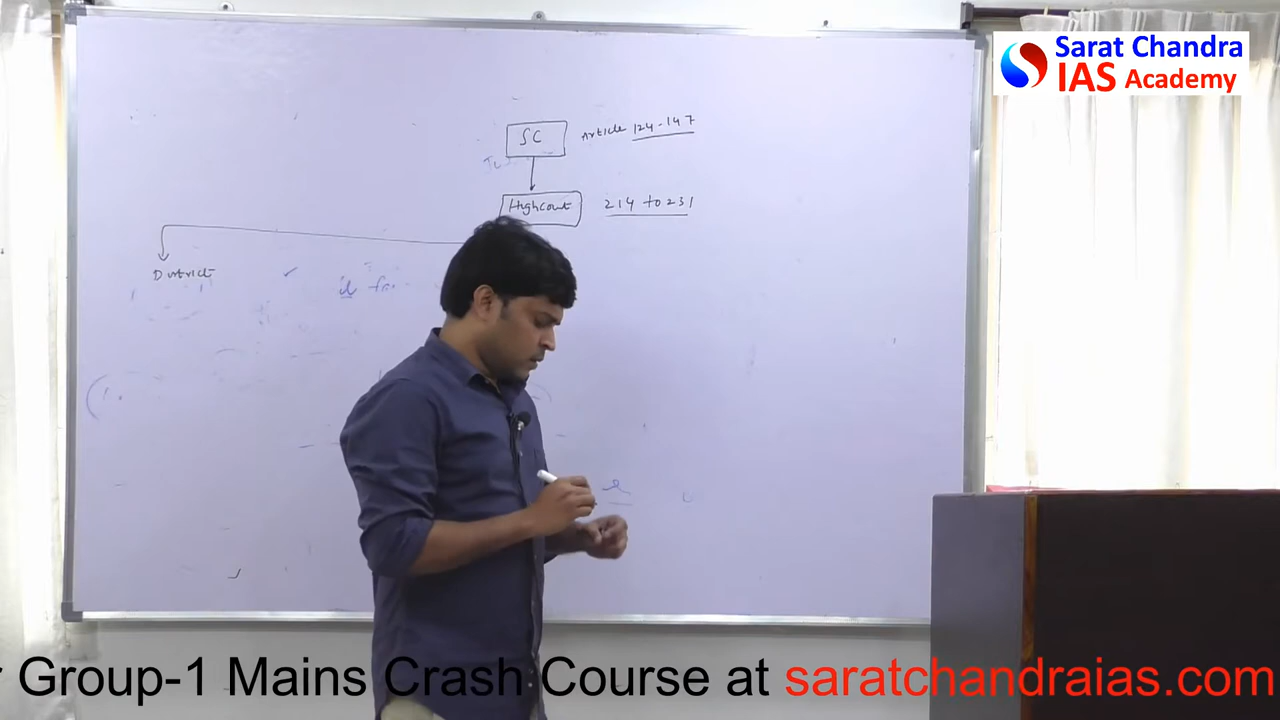 Sarat Chandra
IAS Academy
SC Article 124-147
Highcourt 214 to 231
District
Group-1 Mains Crash Course at saratchandraias.com